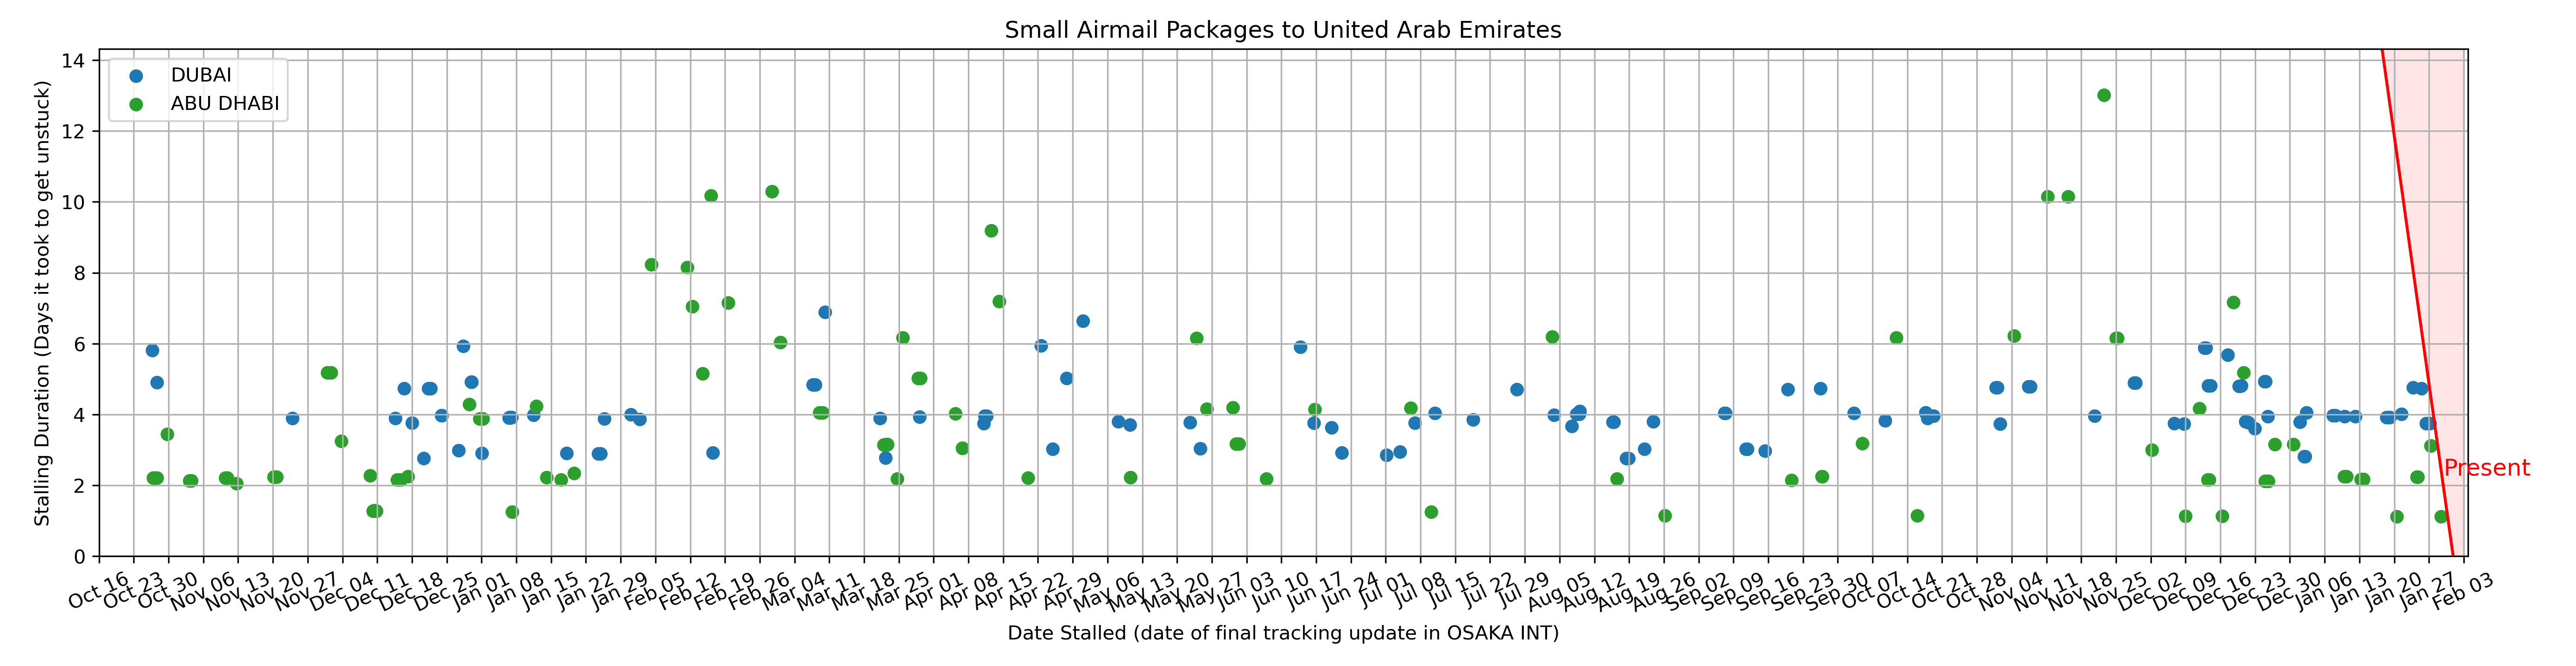 Small Airmail Packages to United Arab Emirates
DUBAI
ABU DHABI
Stalling Duration (Days it took to get unstuck)
14
12
10
8
6
4
2
0
Present
Oct 16
Oct 23
Oct 30
Nov 06
Nov 13
Nov 20
Nov 27
Dec 04
Dec 11
Dec 18
Dec 25
Jan 01
Jan 08
Jan 15
Jan 22
Jan 29
Feb 05
Feb 12
Feb 19
Feb 26
Mar 04
Mar 11
Mar 18
Mar 25
Apr 01
Apr 08
Apr 15
Apr 22
Apr 29
May 06
May 13
May 20
May 27
Jun 03
Jun 10
Jun 17
Jun 24
Jul 01
Jul 08
Jul 15
Jul 22
Jul 29
Aug 05
Aug 12
Aug 19
Aug 26
Sep 02
Sep 09
Sep 16
Sep 23
Sep 30
Oct 07
Oct 14
Oct 21
Oct 28
Nov 04
Nov 11
Nov 18
Nov 25
Dec 02
Dec 09
Dec 16
Dec 23
Dec 30
Jan 06
Jan 13
Jan 20
Jan 27
Feb 03
Date Stalled (date of final tracking update in OSAKA INT)